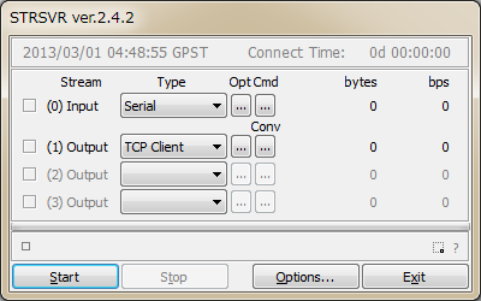 STRSVR ver.2.4.2
2013/03/01 04:48:55 GPST Connect Time: 0d 00:00:00
Stream Type Opt Cmd bytes bps
(0) Input Serial ... ... 0 0
Conv
(1) Output TCP Client ... ... 0 0
(2) Output ... ... 0 0
(3) Output ... ... 0 0
?
Start Stop Options... Exit